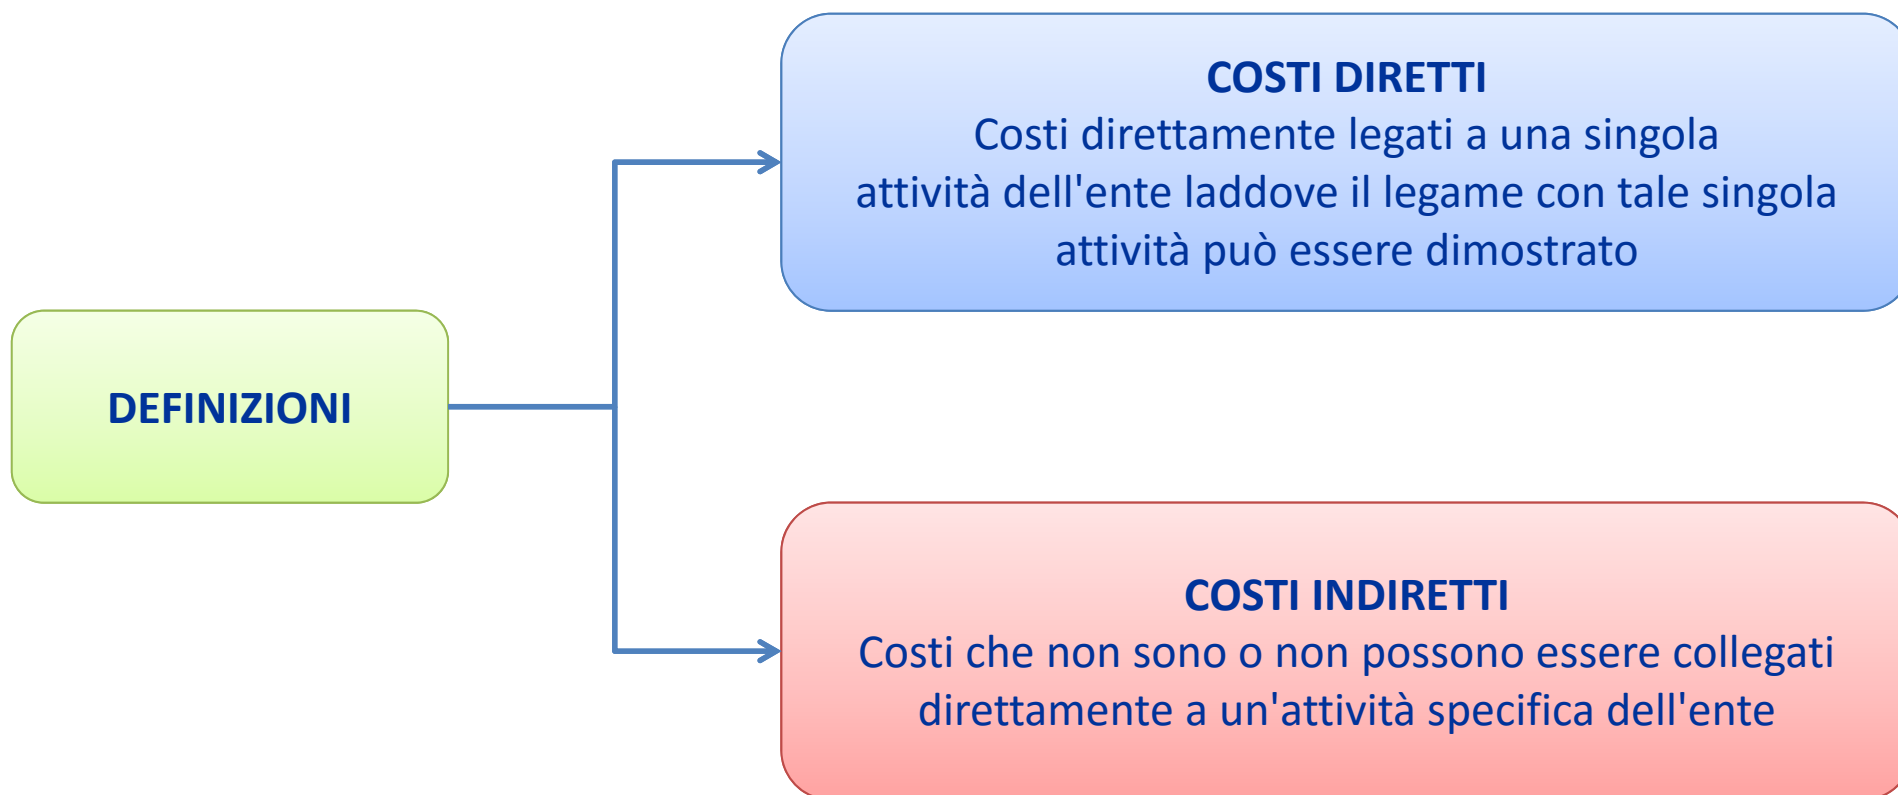 COSTI DIRETTI
Costi direttamente legati a una singola
attività dell'ente laddove il legame con tale singola
attività può essere dimostrato
DEFINIZIONI
COSTI INDIRETTI
Costi che non sono o non possono essere collegati
direttamente a un'attività specifica dell'ente